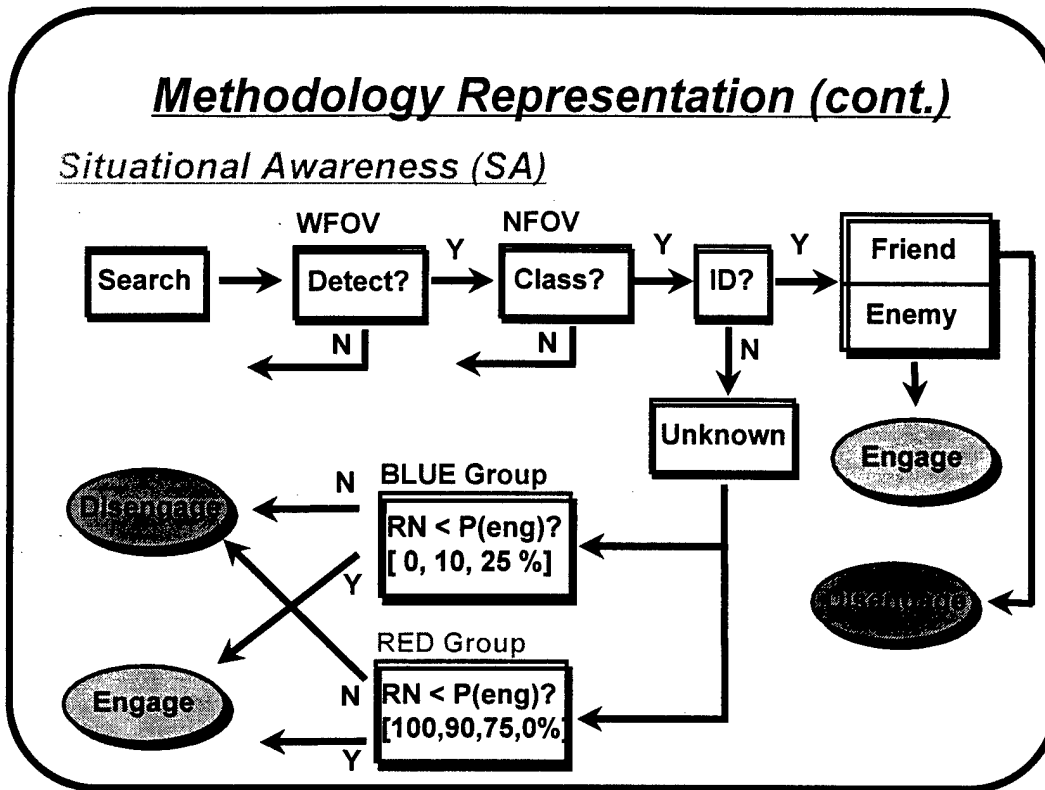 Methodology Representation (cont.)
Situational Awareness (SA)
WFOV
NFOV
Search
Detect?
Y
Class?
Y
ID?
Y
Friend
Enemy
N
N
N
Unknown
Engage
Disengage
BLUE Group
RN < P(eng)?
[ 0, 10, 25 %]
N
Y
Disengage
RED Group
RN < P(eng)?
[100,90,75,0%]
N
Y
Engage